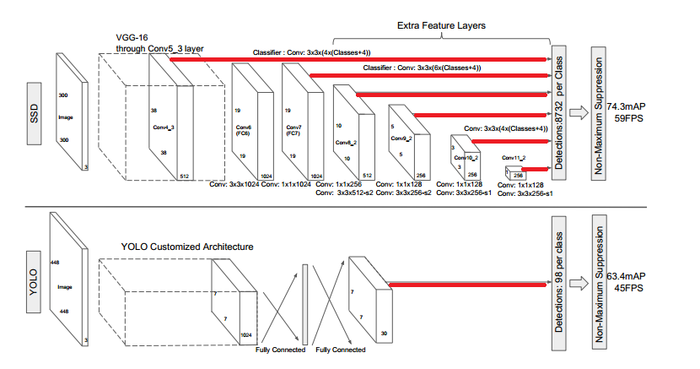 Extra Feature Layers
VGG-16
through Conv5_3 layer
Classifier : Conv: 3x3x(4x(Classes+4))
Classifier : Conv: 3x3x(6x(Classes+4))
SSD
300
Image
300
3
38
Conv4_3
38
512
19
Conv6
(FC6)
19
1024
19
Conv7
(FC7)
19
1024
10
Conv8_2
10
512
5
Conv9_2
5
256
Conv: 3x3x(4x(Classes+4))
3
Conv10_2
3
256
Conv11_2
1
256
Detections:8732 per Class
Non-Maximum Suppression
74.3mAP
59FPS
Conv: 3x3x1024
Conv: 1x1x1024
Conv: 1x1x256
Conv: 3x3x512-s2
Conv: 1x1x128
Conv: 3x3x256-s2
Conv: 1x1x128
Conv: 3x3x256-s1
Conv: 1x1x128
Conv: 3x3x256-s1
YOLO
YOLO Customized Architecture
448
Image
448
3
7
7
1024
Fully Connected
Fully Connected
7
7
30
Detections: 98 per class
Non-Maximum Suppression
63.4mAP
45FPS